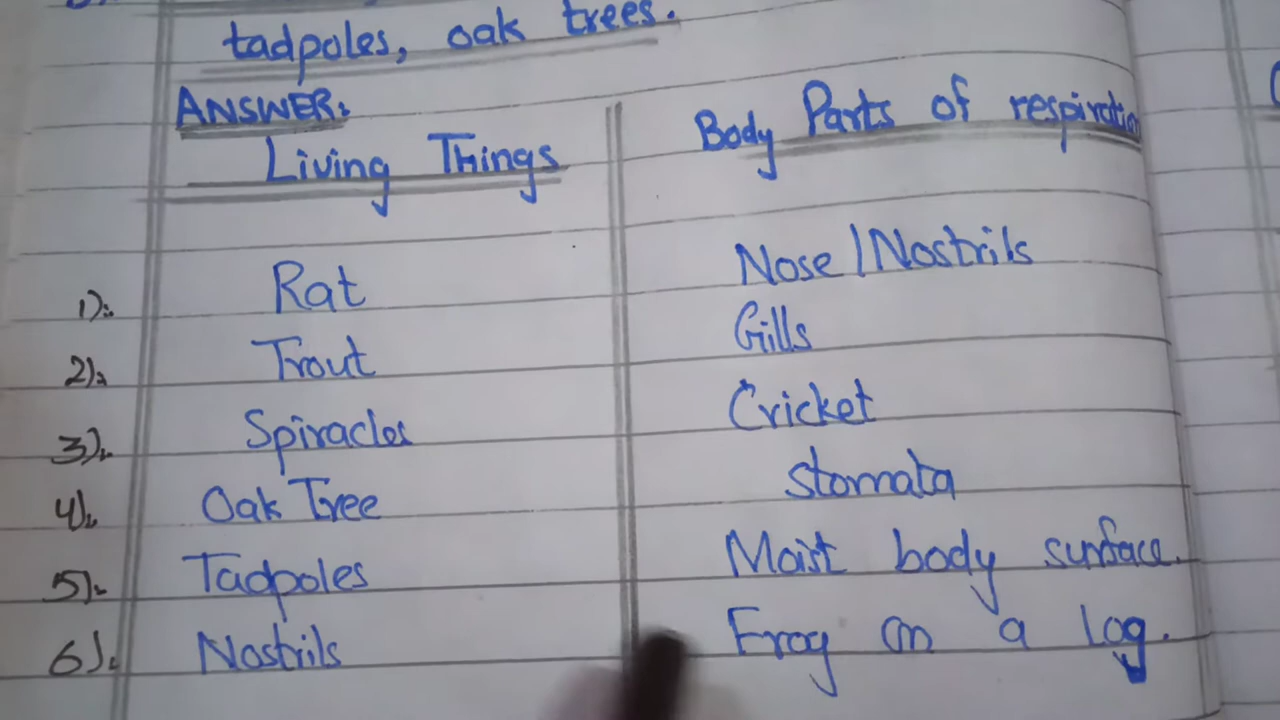 tadpoles, oak trees.
ANSWER:
Living Things Body Parts of respiration
1):. Rat Nose/Nostrils
2):. Trout Gills
3):. Spiracles Cricket
4):. Oak Tree Stomata
5):. Tadpoles Moist body surface.
6):. Nostrils Frog on a log.